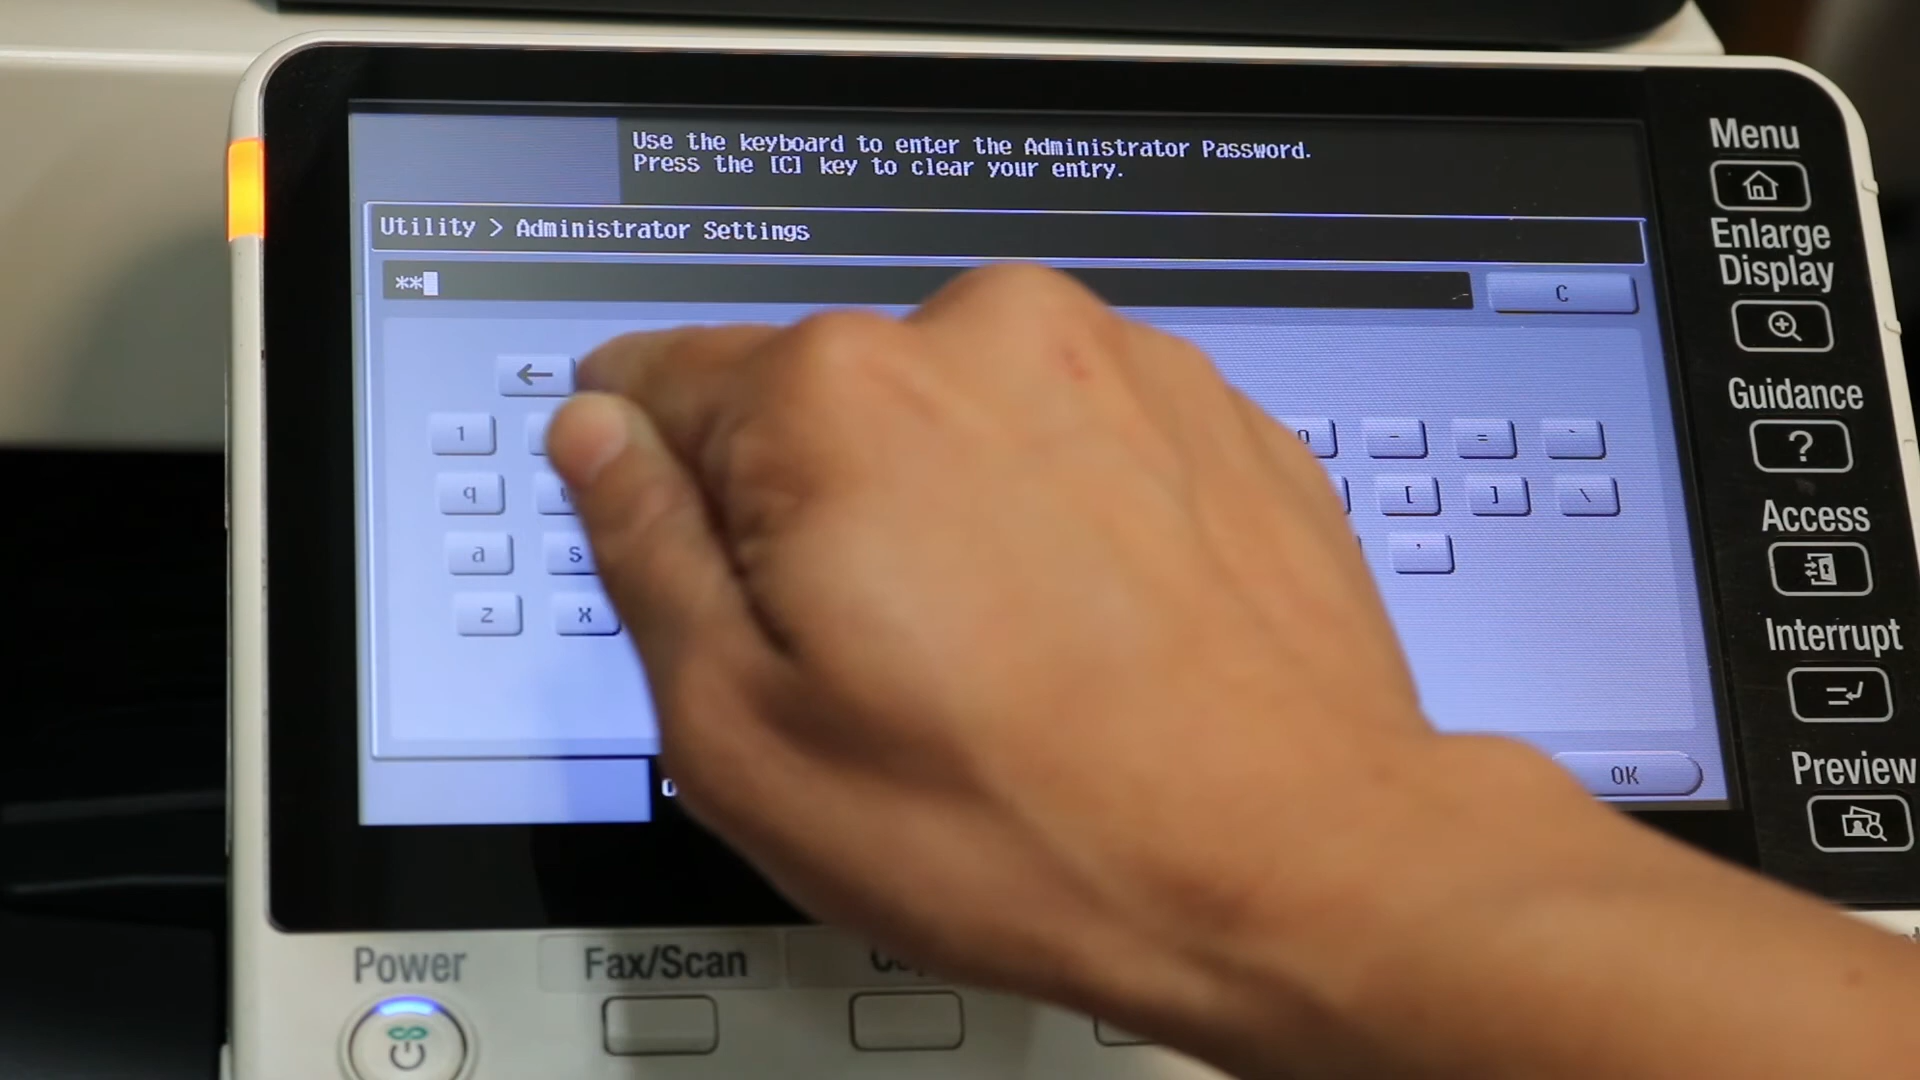 Use the keyboard to enter the Administrator Password.
Press the [C] key to clear your entry.
Utility > Administrator Settings
**
C
←
1
- = `
q
[ ] \
a s
'
z x
OK
Menu
Enlarge
Display
Guidance
?
Access
Interrupt
Preview
Power
Fax/Scan